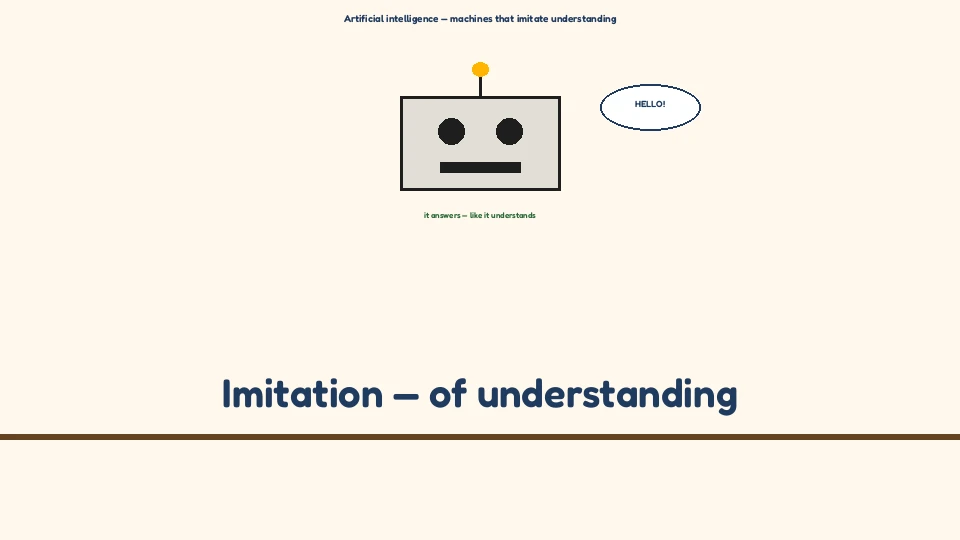 Artificial intelligence — machines that imitate understanding
HELLO!
it answers — like it understands
Imitation — of understanding